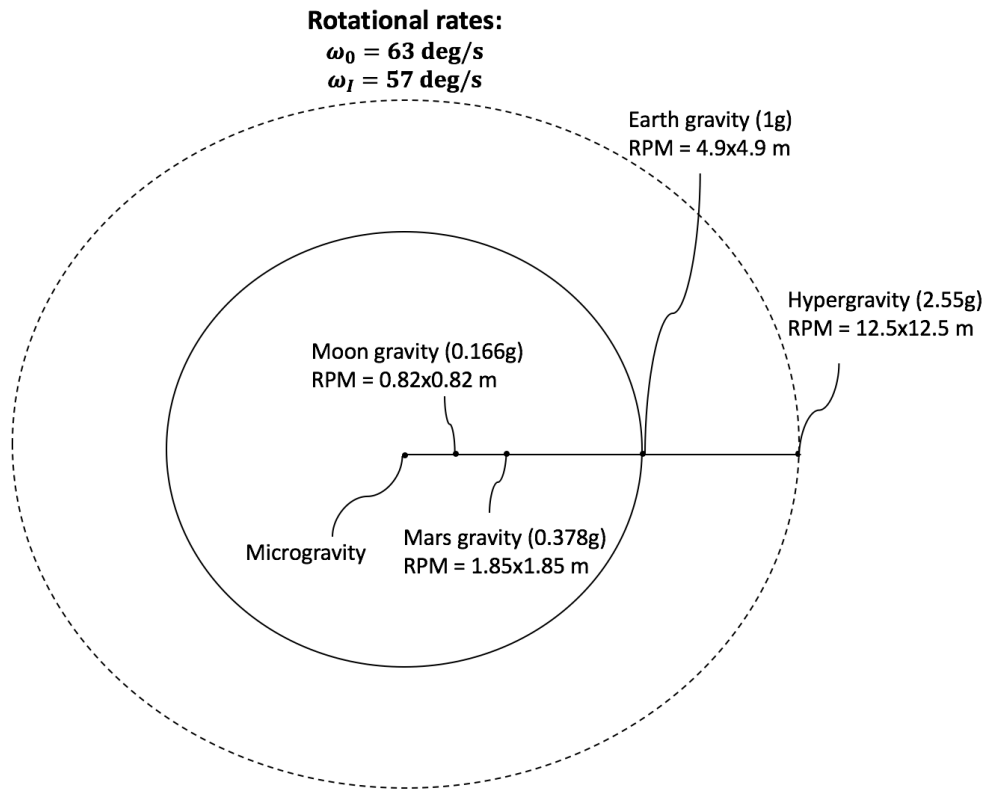 Rotational rates:
ω₀ = 63 deg/s
ω_I = 57 deg/s
Earth gravity (1g)
RPM = 4.9x4.9 m
Hypergravity (2.55g)
RPM = 12.5x12.5 m
Moon gravity (0.166g)
RPM = 0.82x0.82 m
Microgravity
Mars gravity (0.378g)
RPM = 1.85x1.85 m